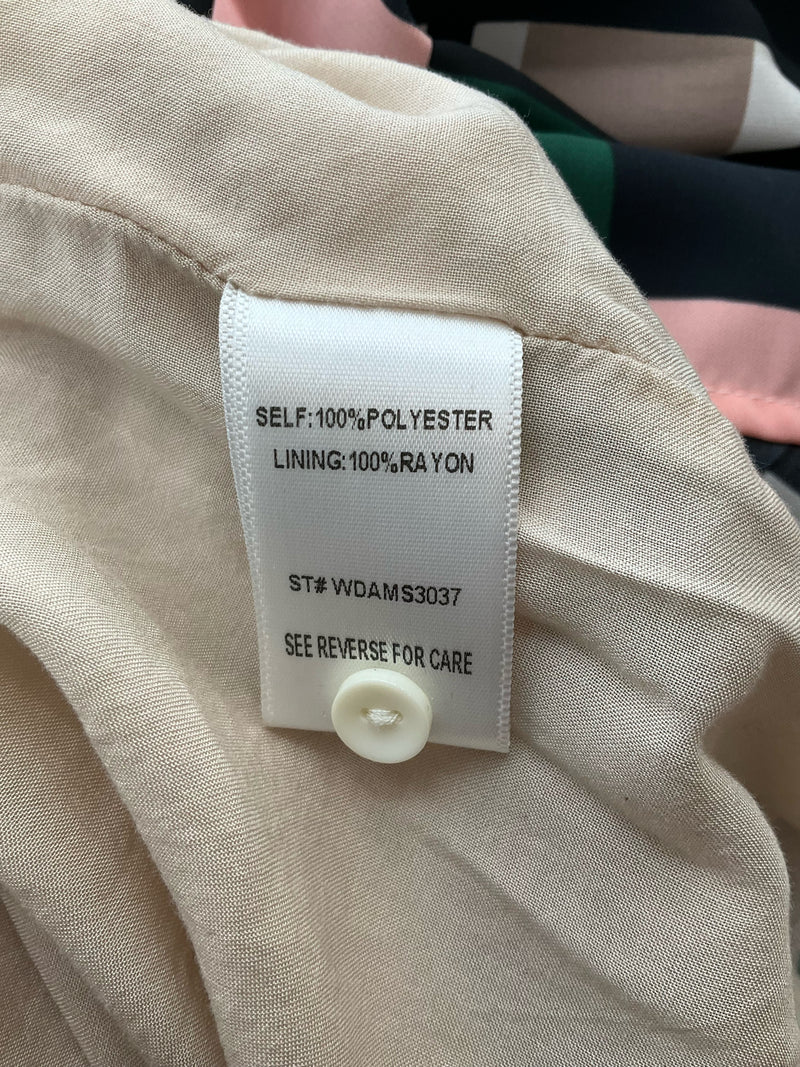 SELF:100%POLYESTER
LINING:100%RAYON
ST# WDAMS3037
SEE REVERSE FOR CARE